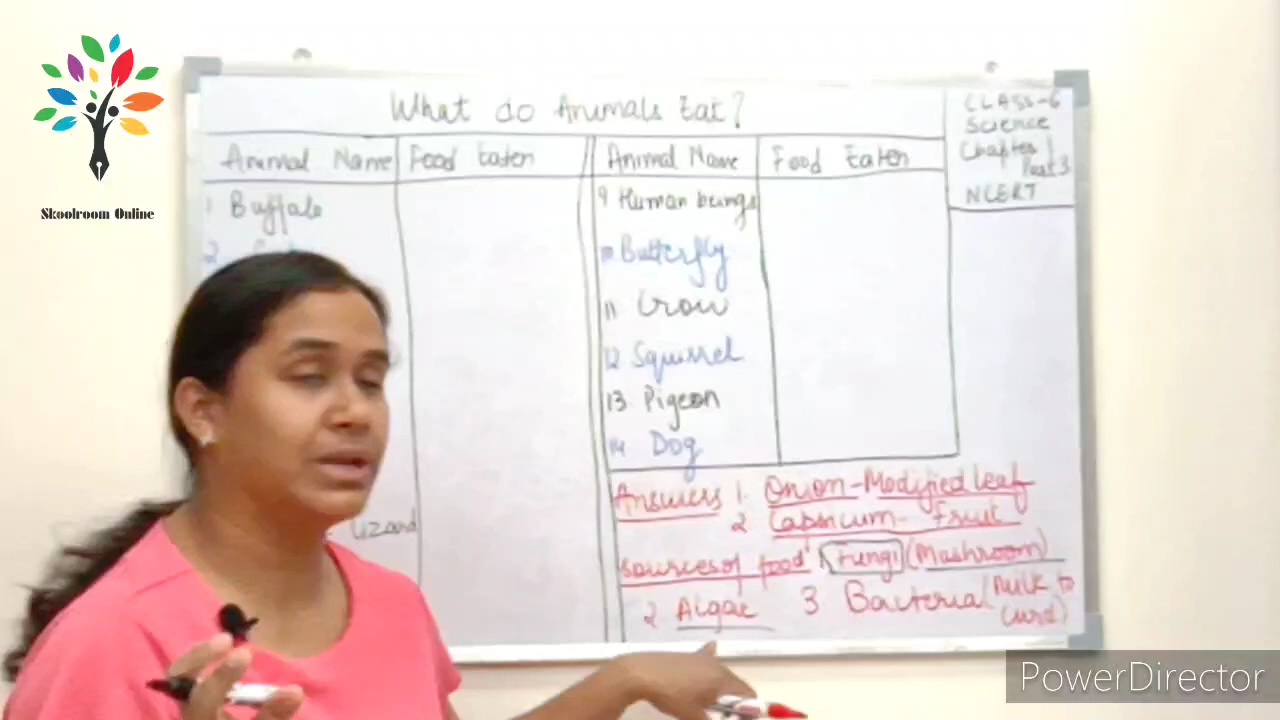 Skoolroom Online
What do Animals Eat?
CLASS-6
Science
Chapter 1
Part 3
NCERT
Animal Name Food Eaten
1 Buffalo
2
lizard
Animal Name Food Eaten
9 Human beings
10 Butterfly
11 Crow
12 Squirrel
13. Pigeon
14 Dog
Answers 1. Onion - Modified leaf
2 Capsicum - Fruit
sources of food Fungi (Mushroom)
2 Algae 3 Bacteria (milk to
curd)
PowerDirector